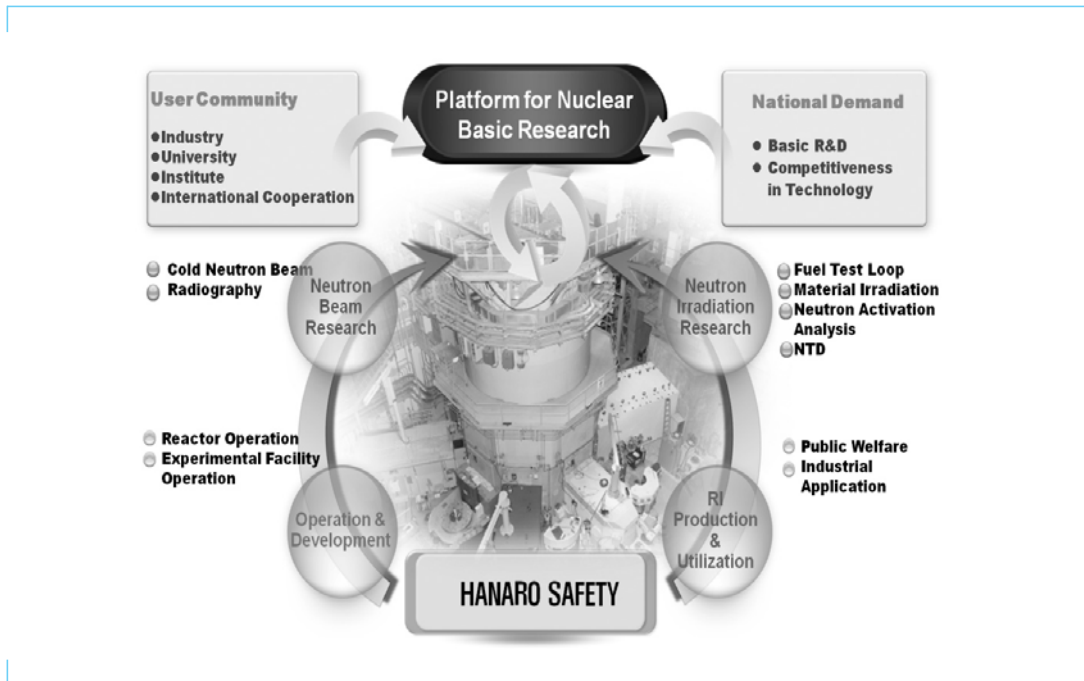 User Community
●Industry
●University
●Institute
●International Cooperation
Platform for Nuclear
Basic Research
National Demand
● Basic R&D
● Competitiveness
in Technology
Cold Neutron Beam
Radiography
Neutron
Beam
Research
Neutron
Irradiation
Research
Fuel Test Loop
Material Irradiation
Neutron Activation
Analysis
NTD
Reactor Operation
Experimental Facility
Operation
Operation &
Development
RI
Production
&
Utilization
Public Welfare
Industrial
Application
HANARO SAFETY